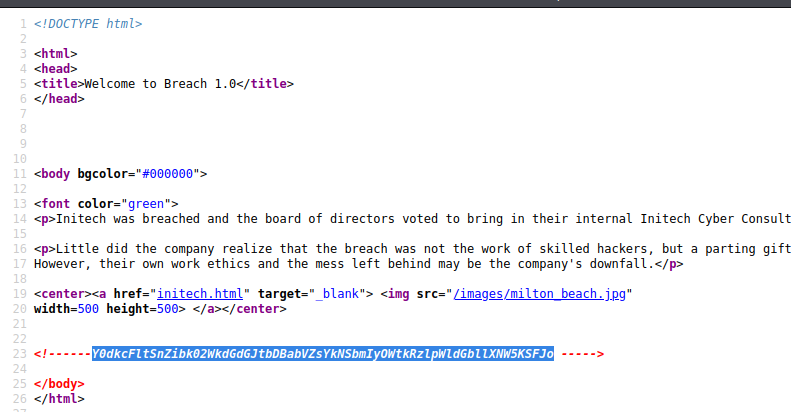 1 <!DOCTYPE html>
2
3 <html>
4 <head>
5 <title>Welcome to Breach 1.0</title>
6 </head>
7
8
9
10
11 <body bgcolor="#000000">
12
13 <font color="green">
14 <p>Initech was breached and the board of directors voted to bring in their internal Initech Cyber Consult
15
16 <p>Little did the company realize that the breach was not the work of skilled hackers, but a parting gift
17 However, their own work ethics and the mess left behind may be the company's downfall.</p>
18
19 <center><a href="initech.html" target="_blank"> <img src="/images/milton_beach.jpg"
20 width=500 height=500> </a></center>
21
22
23 <!------Y0dkcFltSnZibk02WkdGdGJtbDBabVZsYkNSbmIyOWtkRzlpWldGbllXNW5KSFJo ----->
24
25 </body>
26 </html>